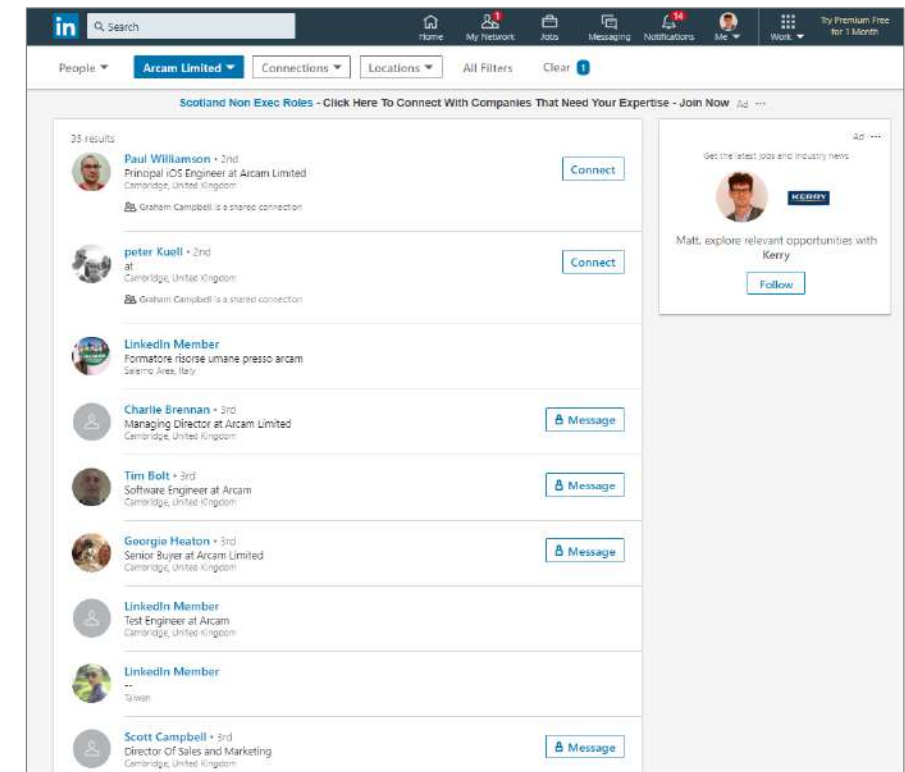 in Search
Home My Network 1 Jobs Messaging Notifications 14 Me Work Try Premium Free
for 1 Month
People Arcam Limited Connections Locations All Filters Clear 1
Scotland Non Exec Roles - Click Here To Connect With Companies That Need Your Expertise - Join Now Ad ...
35 results
Paul Williamson • 2nd
Principal iOS Engineer at Arcam Limited
Cambridge, United Kingdom
Graham Campbell is a shared connection
Connect
peter Kuell • 2nd
at
Cambridge, United Kingdom
Graham Campbell is a shared connection
Connect
LinkedIn Member
Formatore risorse umane presso arcam
Salerno Area, Italy
Charlie Brennan • 3rd
Managing Director at Arcam Limited
Cambridge, United Kingdom
Message
Tim Bolt • 3rd
Software Engineer at Arcam
Cambridge, United Kingdom
Message
Georgie Heaton • 3rd
Senior Buyer at Arcam Limited
Cambridge, United Kingdom
Message
LinkedIn Member
Test Engineer at Arcam
Cambridge, United Kingdom
LinkedIn Member
--
Taiwan
Scott Campbell • 3rd
Director Of Sales and Marketing
Cambridge, United Kingdom
Message
Ad ...
Get the latest jobs and industry news
KERRY
Matt, explore relevant opportunities with
Kerry
Follow